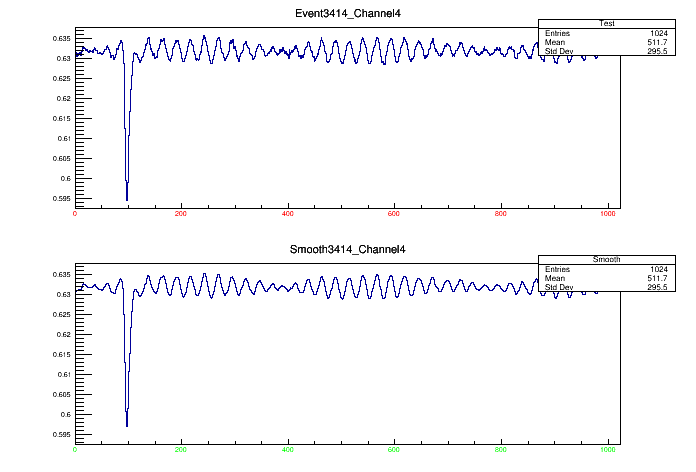 Event3414_Channel4
Test
Entries 1024
Mean 511.7
Std Dev 295.5
0.635
0.63
0.625
0.62
0.615
0.61
0.605
0.6
0.595
0 200 400 600 800 1000
Smooth3414_Channel4
Smooth
Entries 1024
Mean 511.7
Std Dev 295.5
0.635
0.63
0.625
0.62
0.615
0.61
0.605
0.6
0.595
0 200 400 600 800 1000